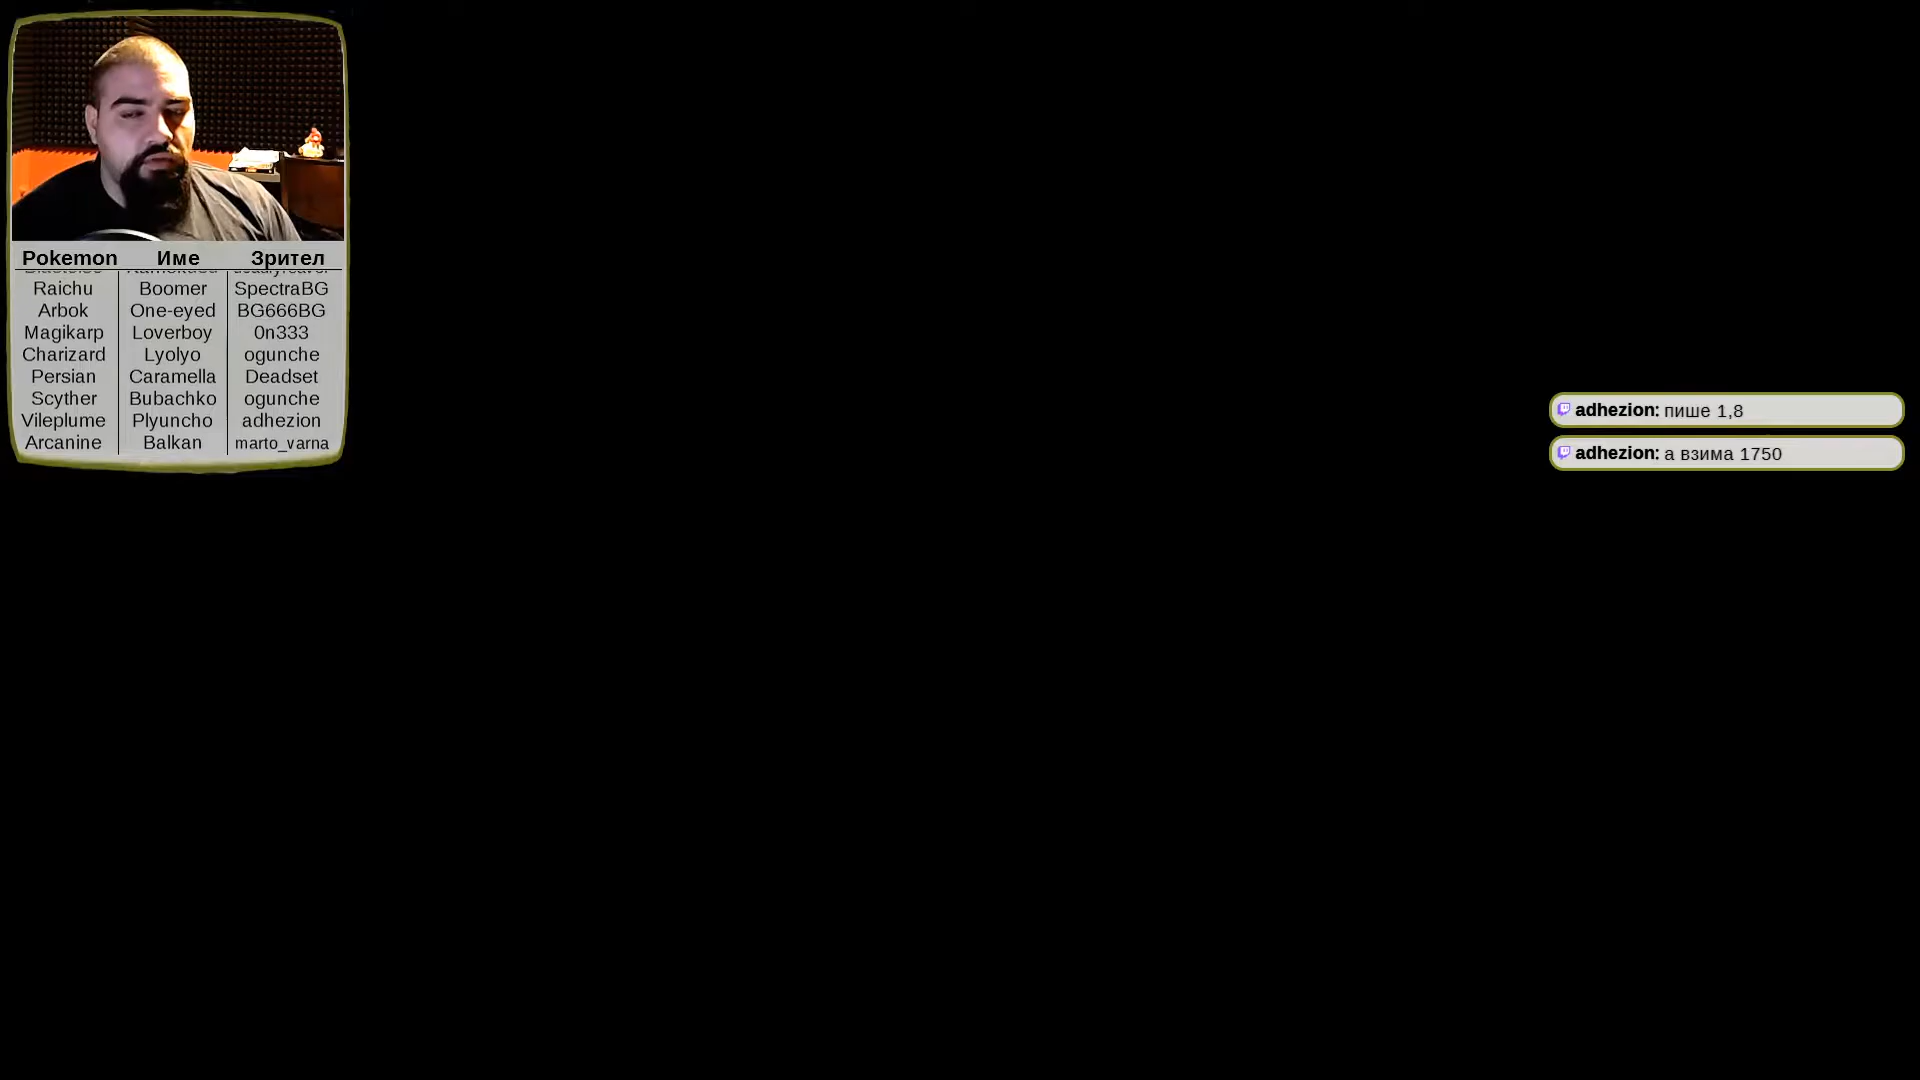 Pokemon Име Зрител
Raichu Boomer SpectraBG
Arbok One-eyed BG666BG
Magikarp Loverboy 0n333
Charizard Lyolyo ogunche
Persian Caramella Deadset
Scyther Bubachko ogunche
Vileplume Plyuncho adhezion
Arcanine Balkan marto_varna
adhezion: пише 1,8
adhezion: а взима 1750